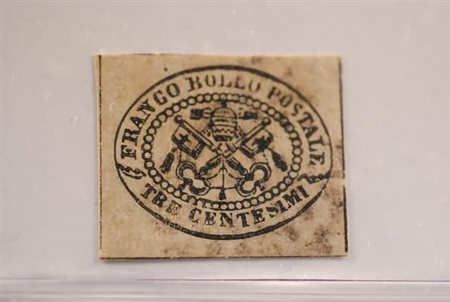 FRANCO BOLLO POSTALE
TRE CENTESIMI